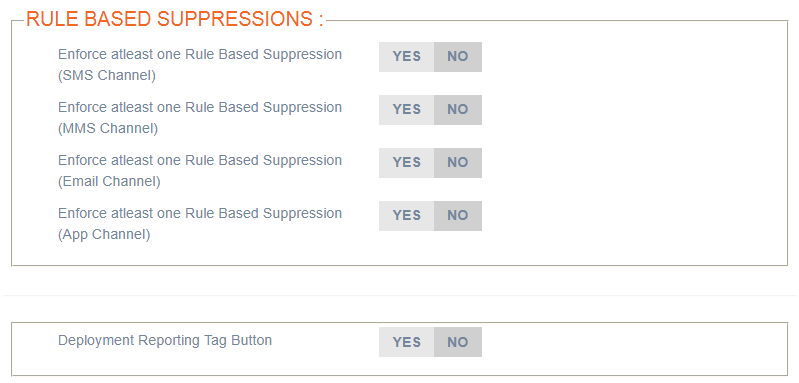 RULE BASED SUPPRESSIONS :
Enforce atleast one Rule Based Suppression YES NO
(SMS Channel)
Enforce atleast one Rule Based Suppression YES NO
(MMS Channel)
Enforce atleast one Rule Based Suppression YES NO
(Email Channel)
Enforce atleast one Rule Based Suppression YES NO
(App Channel)
Deployment Reporting Tag Button YES NO